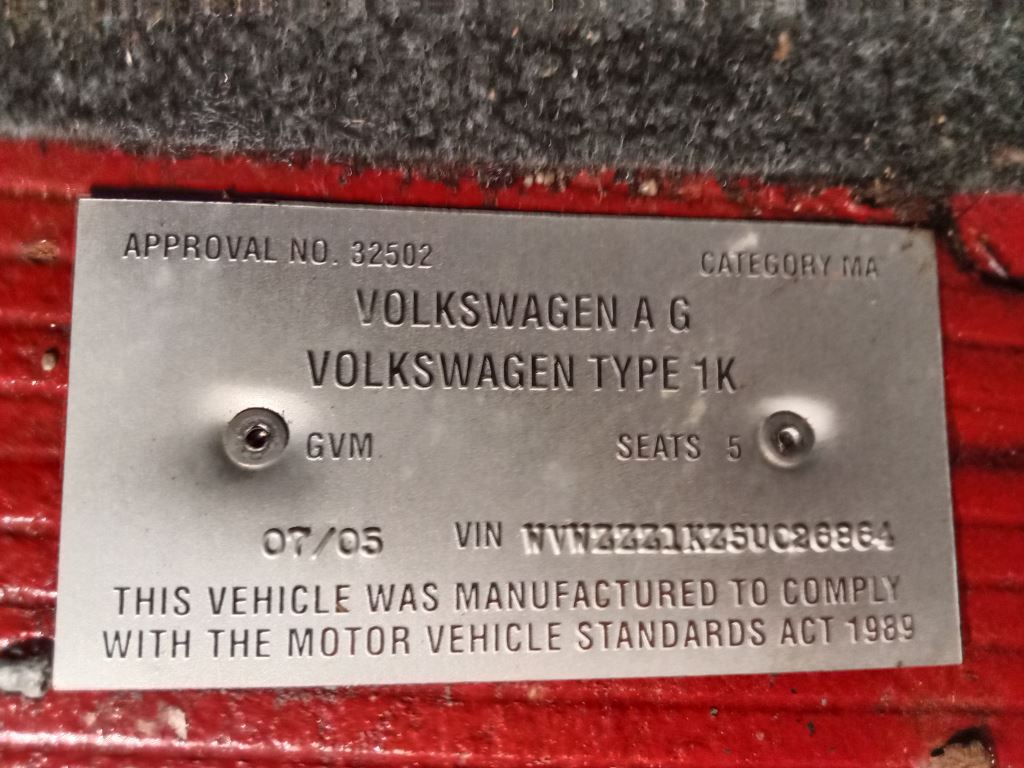 APPROVAL NO. 32502 CATEGORY MA
VOLKSWAGEN A G
VOLKSWAGEN TYPE 1K
GVM SEATS 5
07/05 VIN WVWZZZ1KZ5U026864
THIS VEHICLE WAS MANUFACTURED TO COMPLY
WITH THE MOTOR VEHICLE STANDARDS ACT 1989